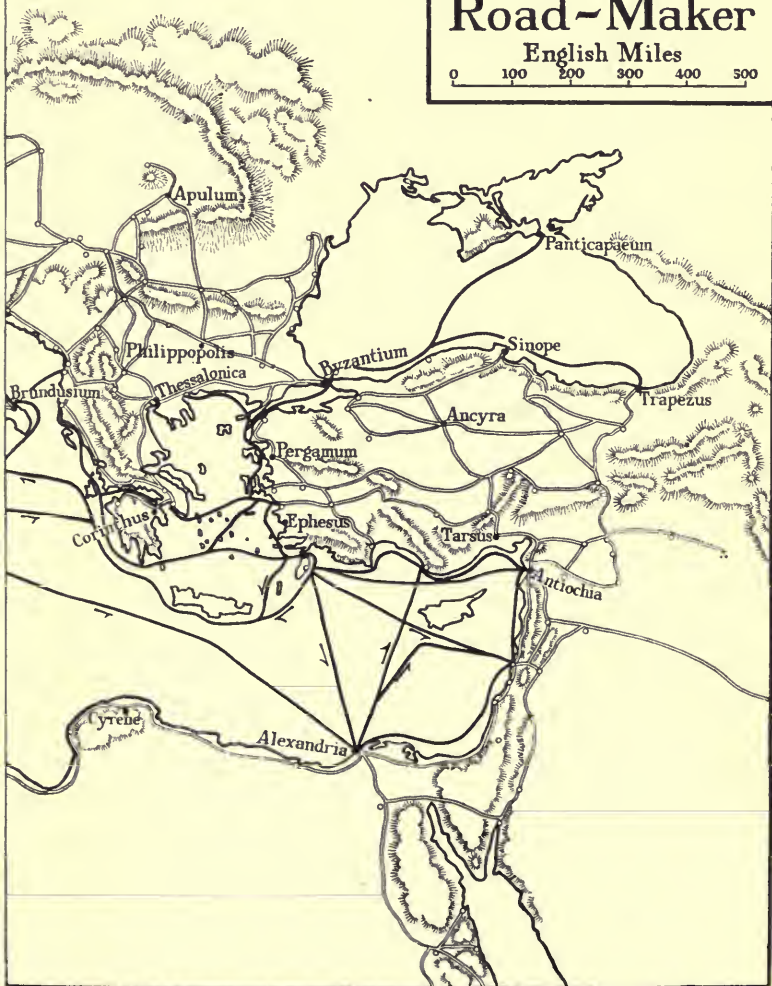 Road~Maker
English Miles
0 100 200 300 400 500
Apulum
Panticapaeum
Philippopolis
Byzantium
Sinope
Thessalonica
Brundusium
Trapezus
Ancyra
Pergamum
Corinthus
Ephesus
Tarsus
Antiochia
Cyrene
Alexandria